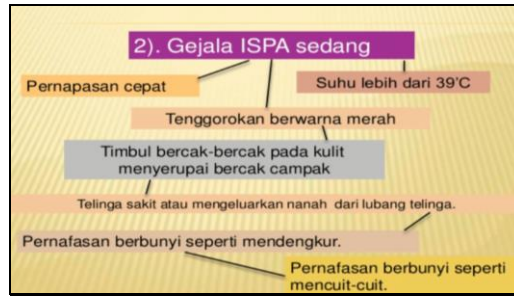 2). Gejala ISPA sedang
Pernapasan cepat
Suhu lebih dari 39'C
Tenggorokan berwarna merah
Timbul bercak-bercak pada kulit
menyerupai bercak campak
Telinga sakit atau mengeluarkan nanah dari lubang telinga.
Pernafasan berbunyi seperti mendengkur.
Pernafasan berbunyi seperti
mencuit-cuit.